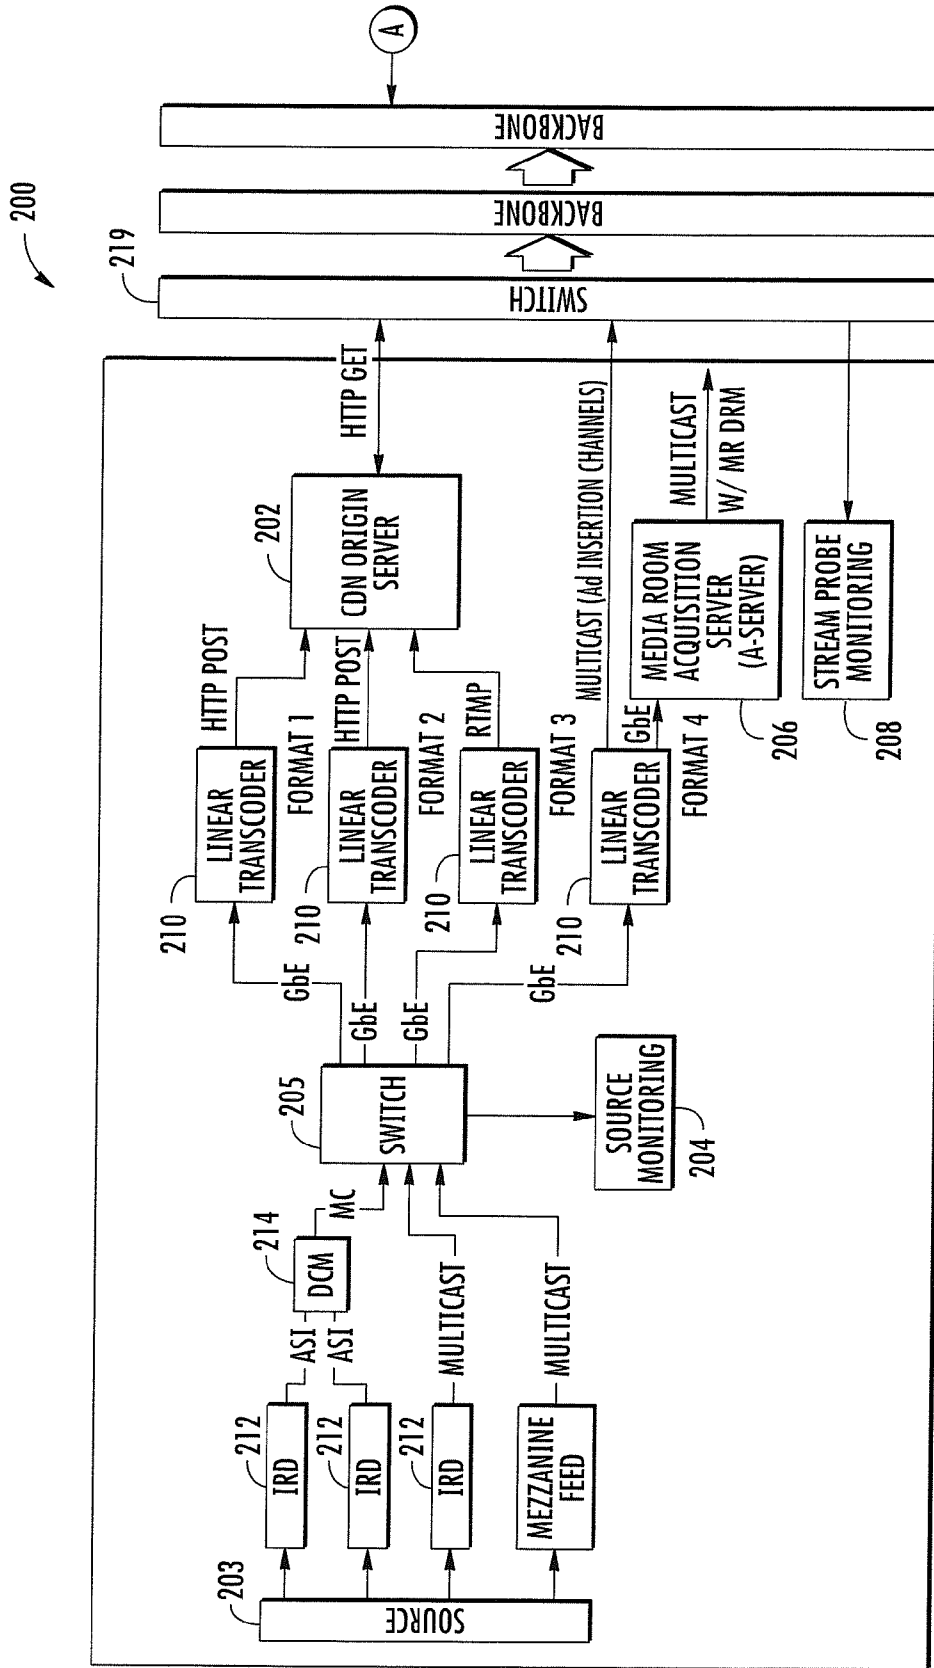 200
203
SOURCE
212
IRD
212
IRD
212
IRD
MEZZANINE
FEED
ASI
ASI
214
DCM
MC
MULTICAST
MULTICAST
205
SWITCH
SOURCE
MONITORING
204
GbE
GbE
GbE
GbE
210
LINEAR
TRANSCODER
HTTP POST
FORMAT 1
210
LINEAR
TRANSCODER
HTTP POST
FORMAT 2
210
LINEAR
TRANSCODER
RTMP
FORMAT 3
210
LINEAR
TRANSCODER
GbE
FORMAT 4
202
CDN ORIGIN
SERVER
HTTP GET
MULTICAST (Ad INSERTION CHANNELS)
MEDIA ROOM
ACQUISITION
SERVER
(A-SERVER)
206
MULTICAST
W/ MR DRM
STREAM PROBE
MONITORING
208
219
SWITCH
BACKBONE
BACKBONE
A